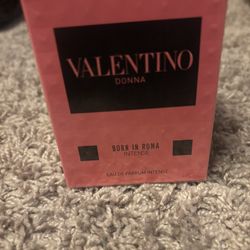 VALENTINO
DONNA
BORN IN ROMA
INTENSE
EAU DE PARFUM INTENSE